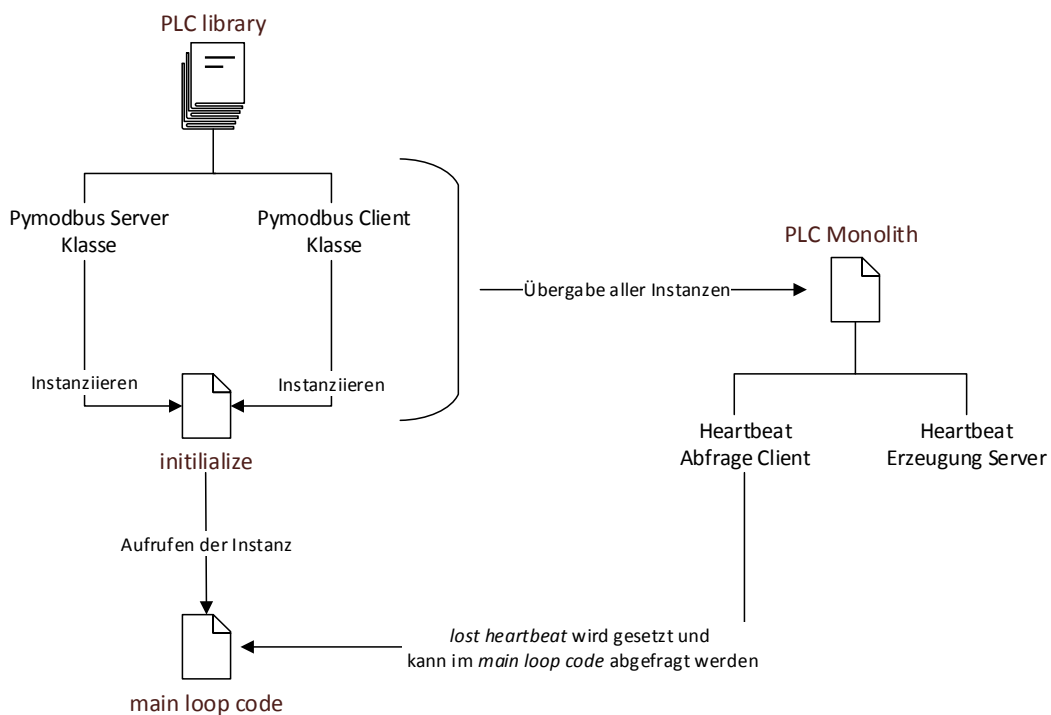 PLC library
Pymodbus Server
Klasse
Pymodbus Client
Klasse
PLC Monolith
Übergabe aller Instanzen
Instanziieren
Instanziieren
initilialize
Heartbeat
Abfrage Client
Heartbeat
Erzeugung Server
Aufrufen der Instanz
lost heartbeat wird gesetzt und
kann im main loop code abgefragt werden
main loop code